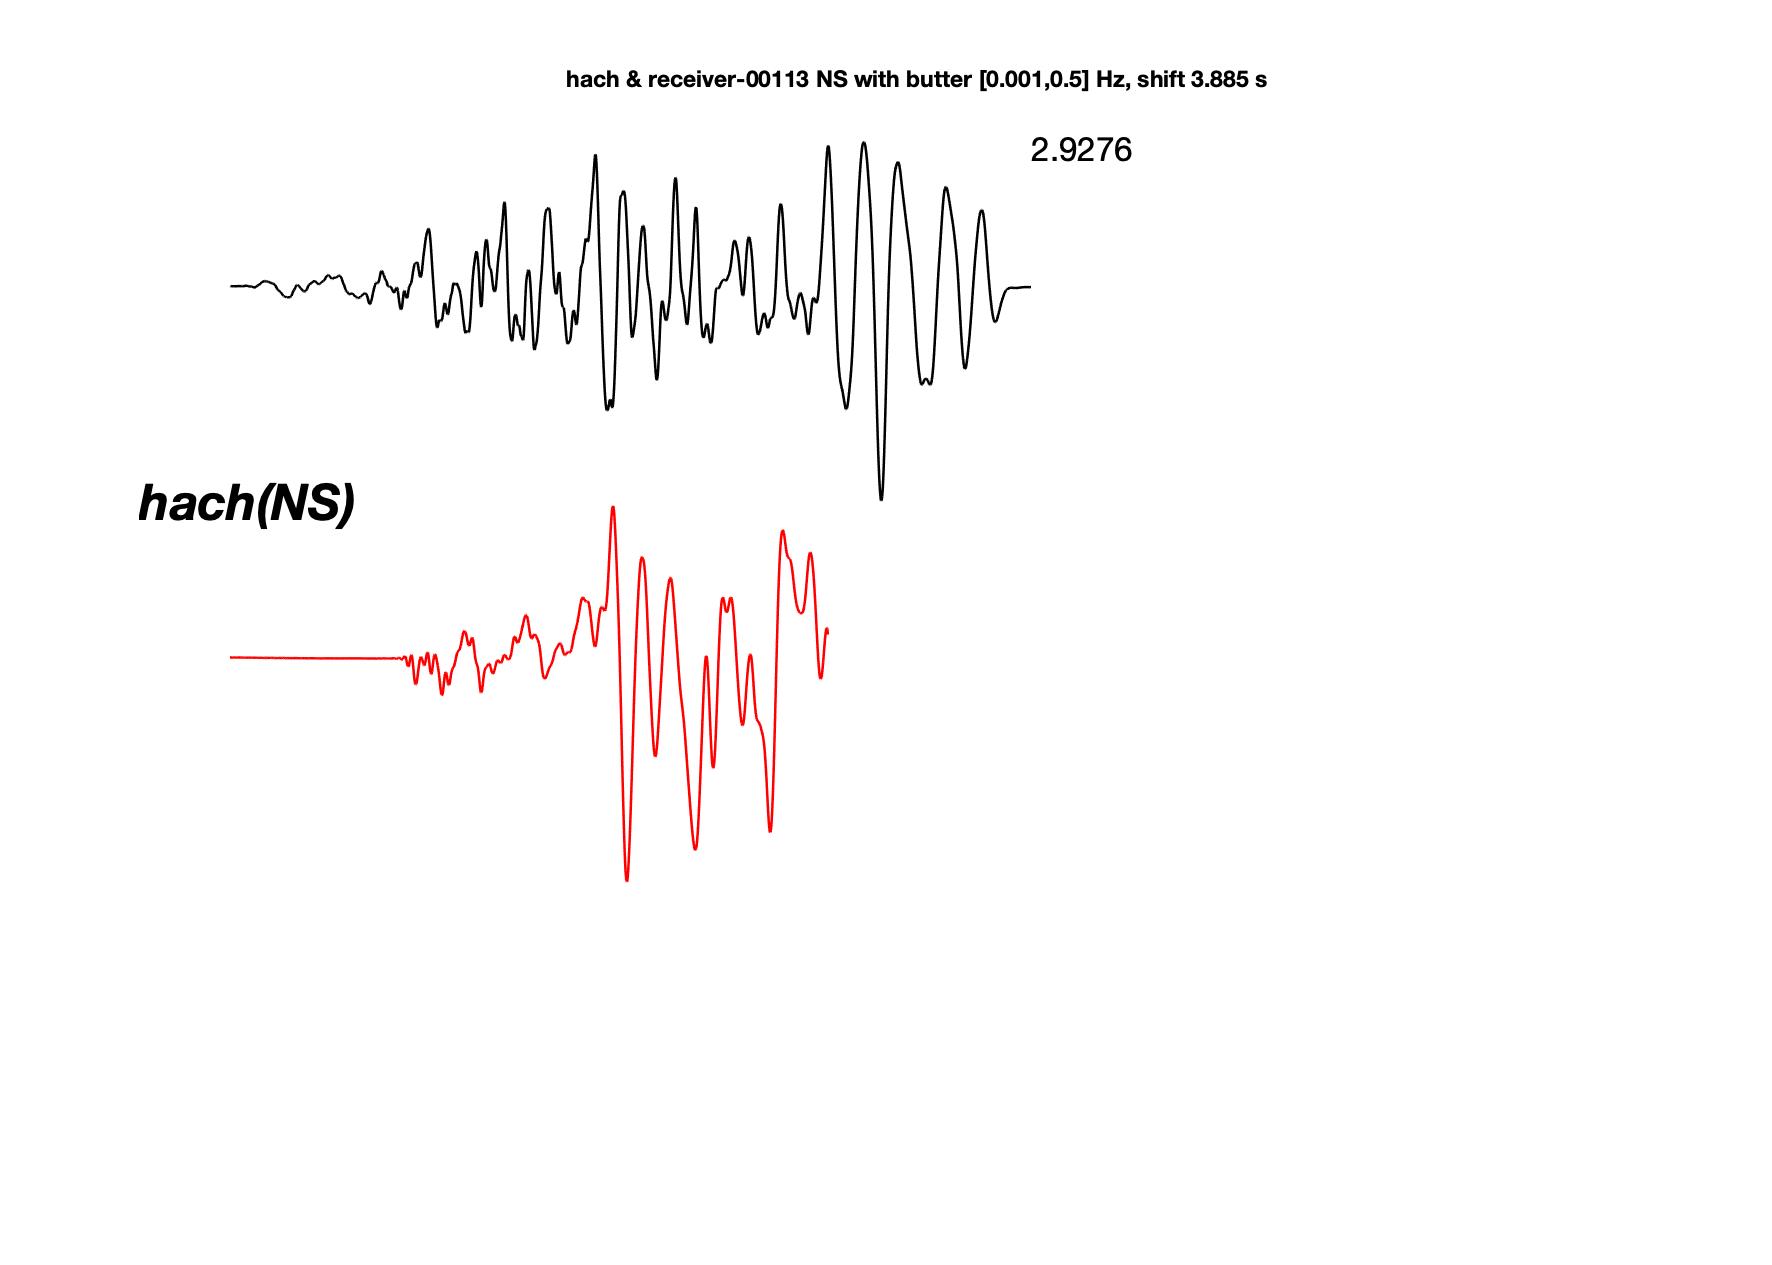 hach & receiver-00113 NS with butter [0.001,0.5] Hz, shift 3.885 s
2.9276
hach(NS)